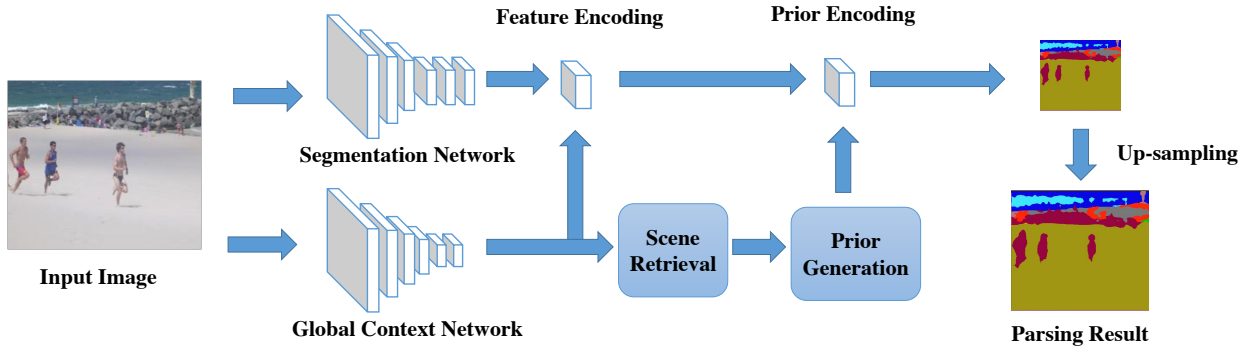 Feature Encoding
Prior Encoding
Segmentation Network
Up-sampling
Scene
Retrieval
Prior
Generation
Input Image
Global Context Network
Parsing Result